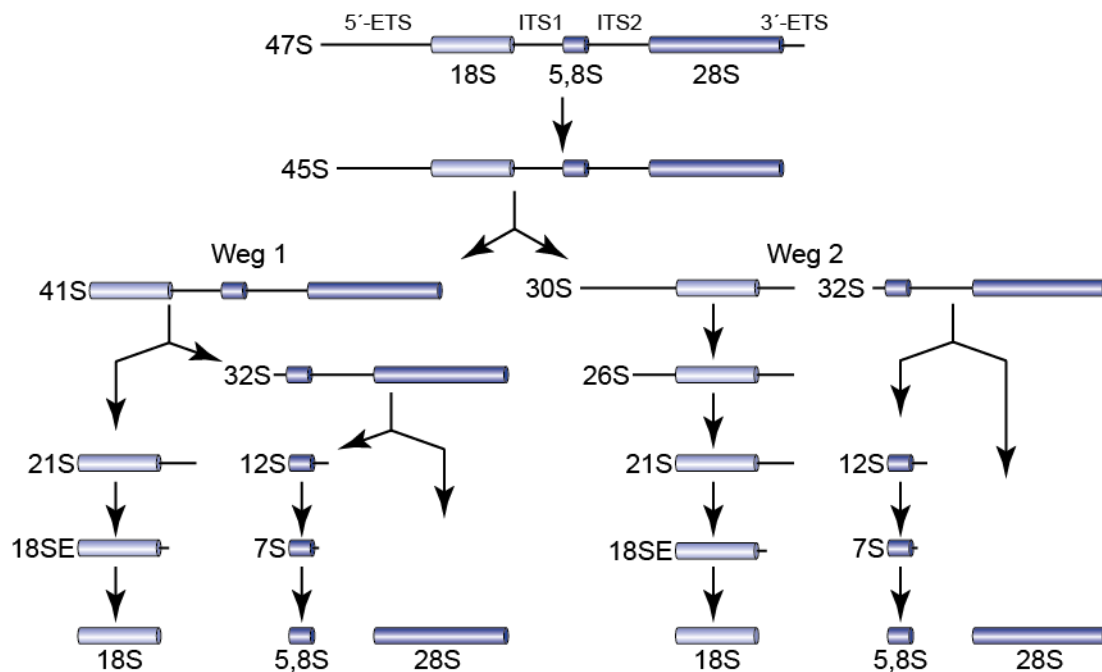 5´-ETS ITS1 ITS2 3´-ETS
47S
18S 5,8S 28S
45S
Weg 1 Weg 2
41S 30S 32S
32S 26S
21S 12S 21S 12S
18SE 7S 18SE 7S
18S 5,8S 28S 18S 5,8S 28S